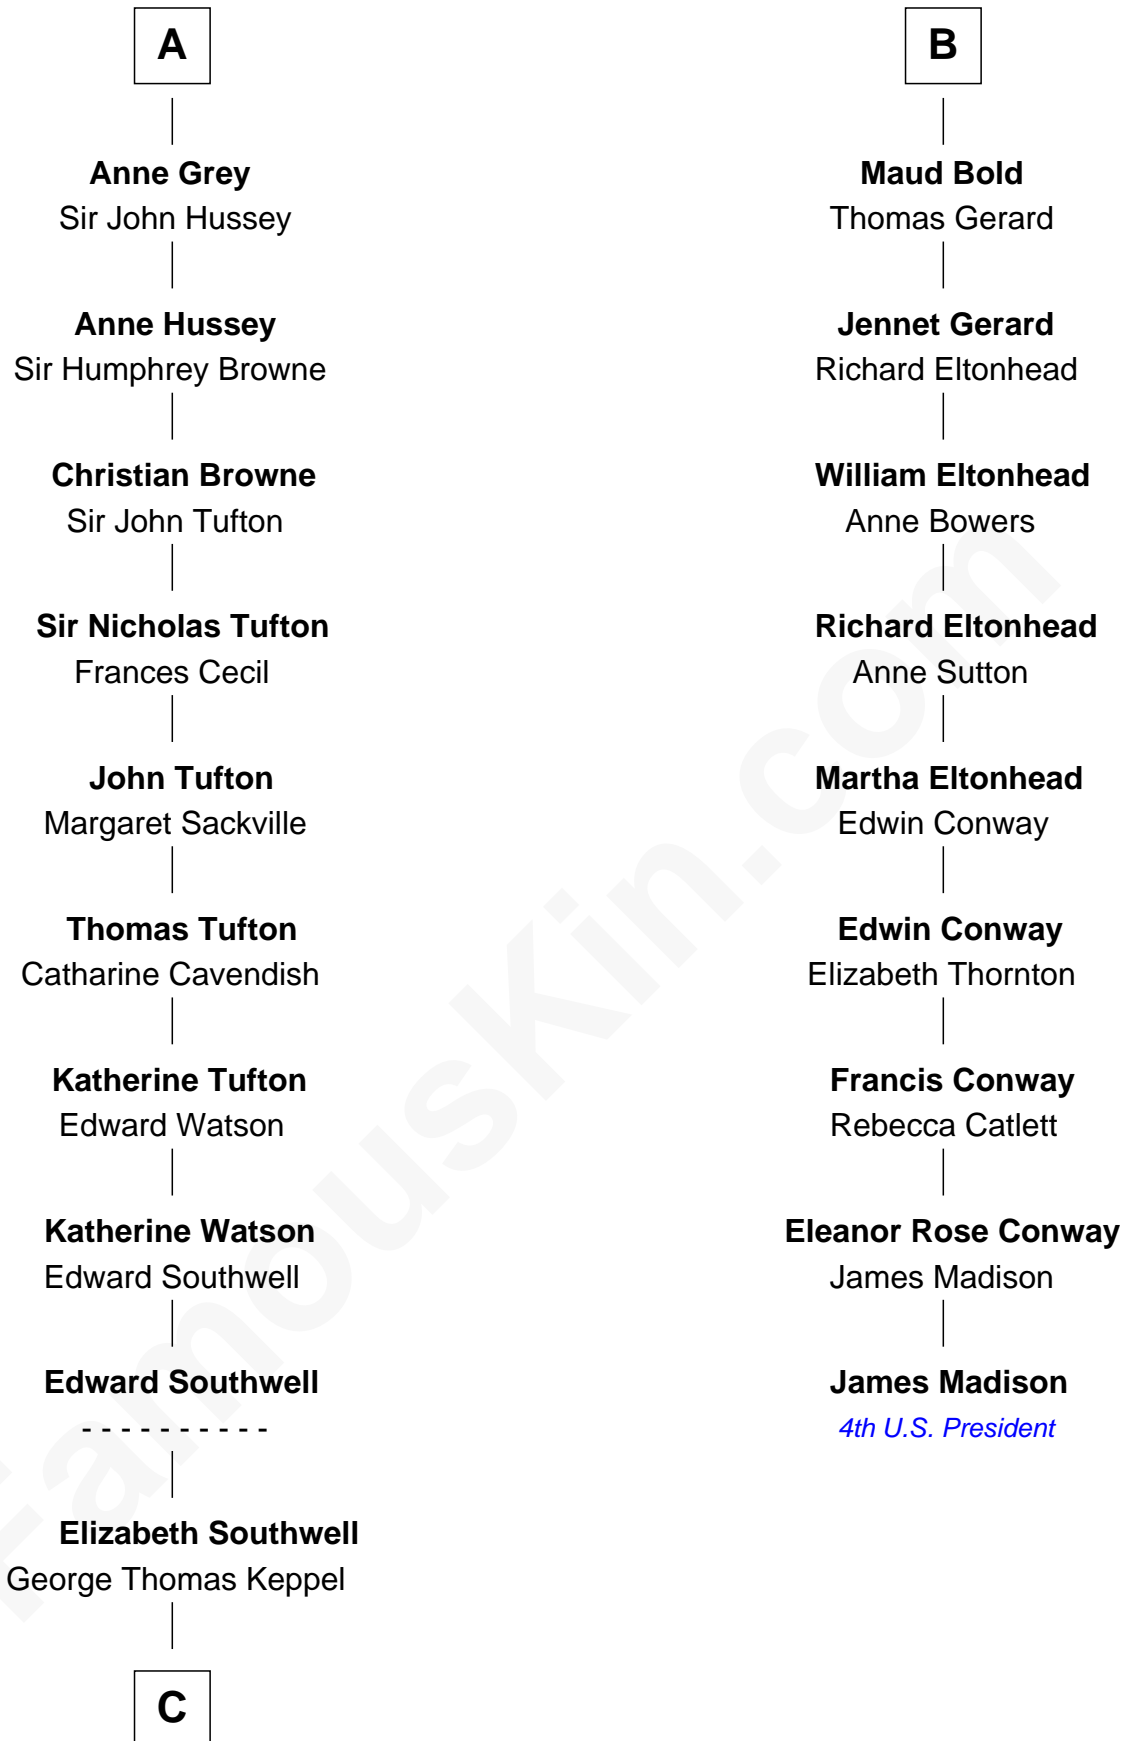 A
Anne Grey
Sir John Hussey
Anne Hussey
Sir Humphrey Browne
Christian Browne
Sir John Tufton
Sir Nicholas Tufton
Frances Cecil
John Tufton
Margaret Sackville
Thomas Tufton
Catharine Cavendish
Katherine Tufton
Edward Watson
Katherine Watson
Edward Southwell
Edward Southwell
- - - - - - - - - -
Elizabeth Southwell
George Thomas Keppel
C
B
Maud Bold
Thomas Gerard
Jennet Gerard
Richard Eltonhead
William Eltonhead
Anne Bowers
Richard Eltonhead
Anne Sutton
Martha Eltonhead
Edwin Conway
Edwin Conway
Elizabeth Thornton
Francis Conway
Rebecca Catlett
Eleanor Rose Conway
James Madison
James Madison
4th U.S. President
FamousKin.com